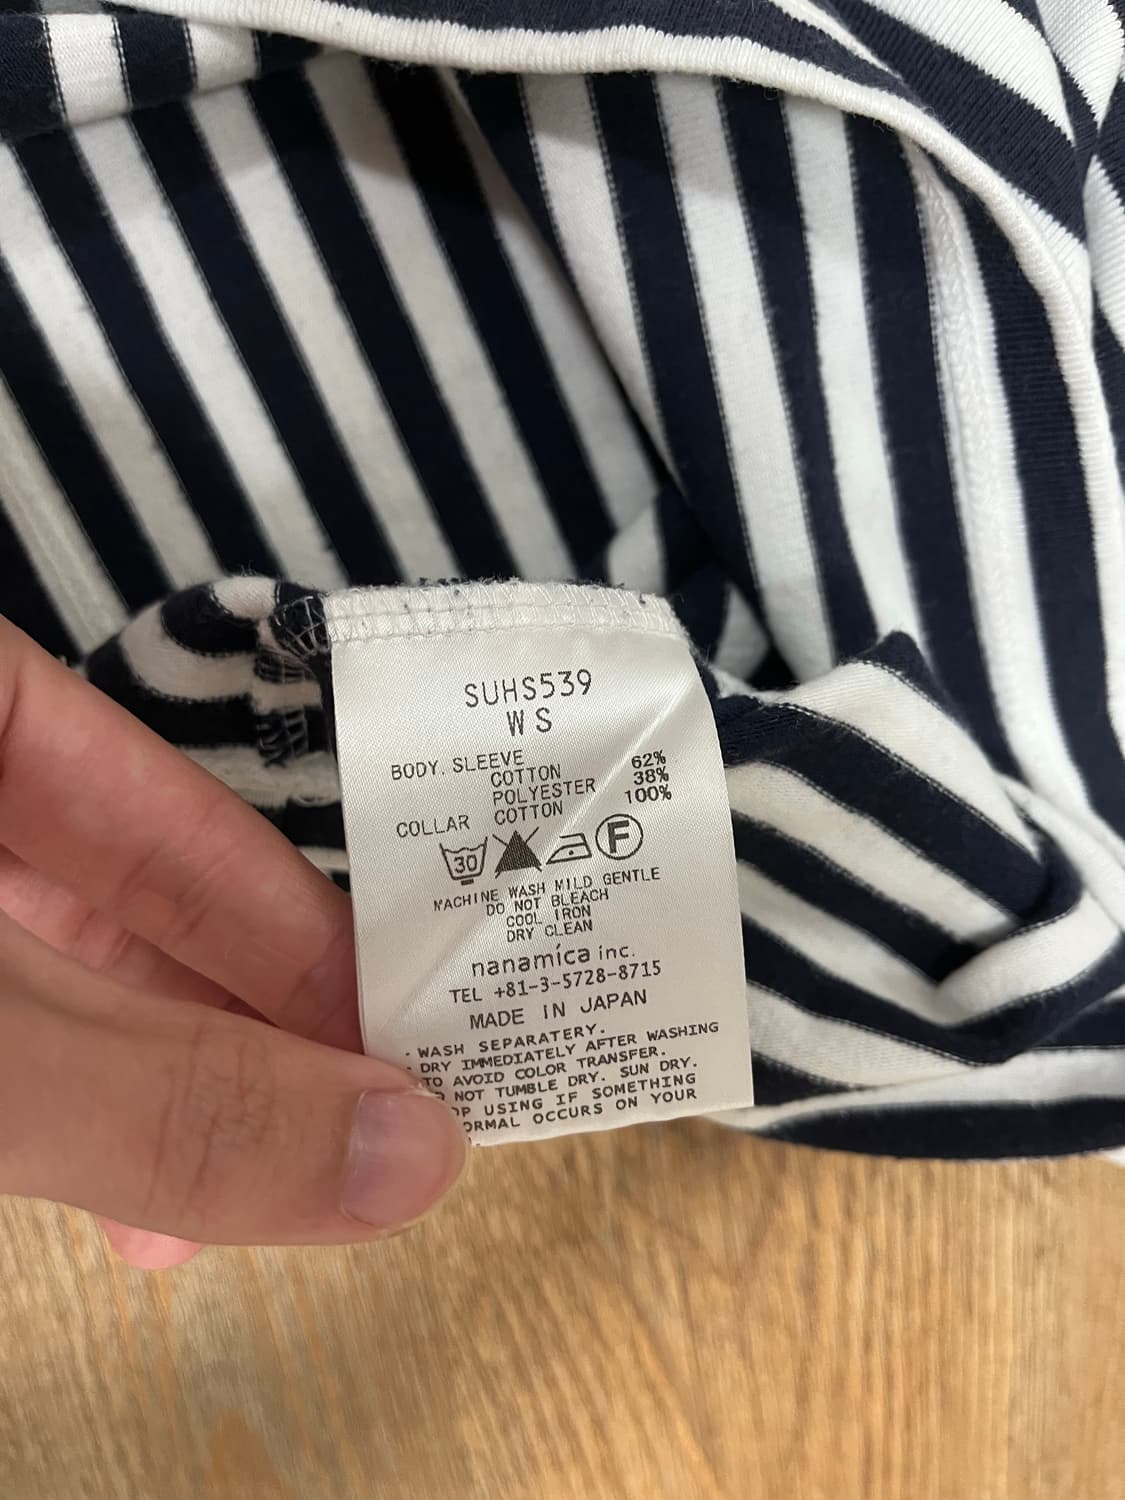 SUHS539
WS
BODY. SLEEVE
COTTON 62%
POLYESTER 38%
COLLAR COTTON 100%
30 F
MACHINE WASH MILD GENTLE
DO NOT BLEACH
COOL IRON
DRY CLEAN
nanamica inc.
TEL +81-3-5728-8715
MADE IN JAPAN
· WASH SEPARATERY.
· DRY IMMEDIATELY AFTER WASHING
TO AVOID COLOR TRANSFER.
NOT TUMBLE DRY. SUN DRY.
USING IF SOMETHING
OCCURS ON YOUR